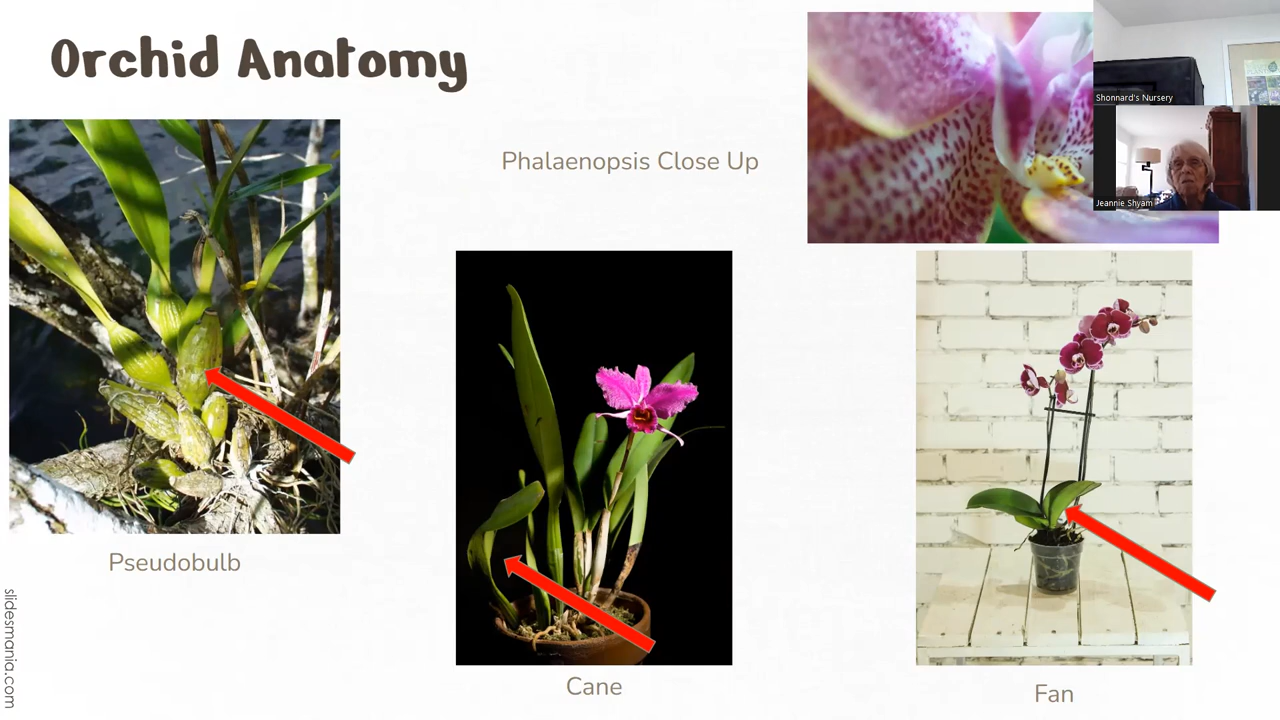 Orchid Anatomy
Phalaenopsis Close Up
Shonnard's Nursery
Jeannie Shyam
Pseudobulb
Cane
Fan
slidesmania.com